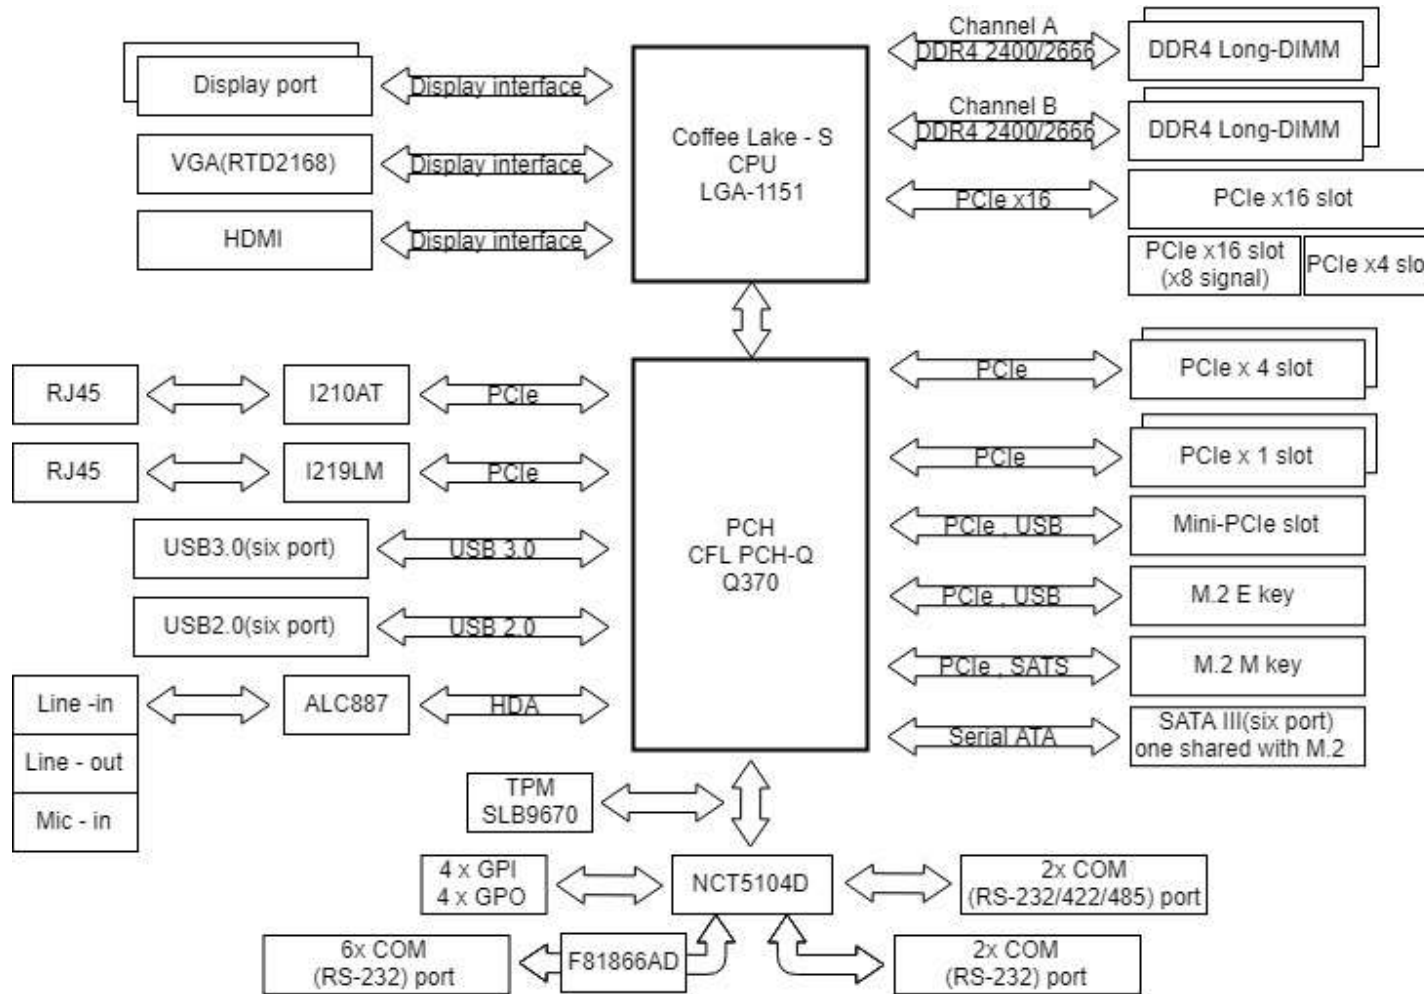 Display port
Display interface
VGA(RTD2168)
Display interface
HDMI
Display interface
Coffee Lake - S
CPU
LGA-1151
Channel A
DDR4 2400/2666
DDR4 Long-DIMM
Channel B
DDR4 2400/2666
DDR4 Long-DIMM
PCIe x16
PCIe x16 slot
PCIe x16 slot
(x8 signal)
PCIe x4 slo
RJ45
I210AT
PCIe
RJ45
I219LM
PCIe
USB3.0(six port)
USB 3.0
USB2.0(six port)
USB 2.0
Line -in
ALC887
HDA
Line - out
Mic - in
PCH
CFL PCH-Q
Q370
PCIe
PCIe x 4 slot
PCIe
PCIe x 1 slot
PCIe , USB
Mini-PCIe slot
PCIe , USB
M.2 E key
PCIe , SATS
M.2 M key
Serial ATA
SATA III(six port)
one shared with M.2
TPM
SLB9670
4 x GPI
4 x GPO
NCT5104D
2x COM
(RS-232/422/485) port
6x COM
(RS-232) port
F81866AD
2x COM
(RS-232) port